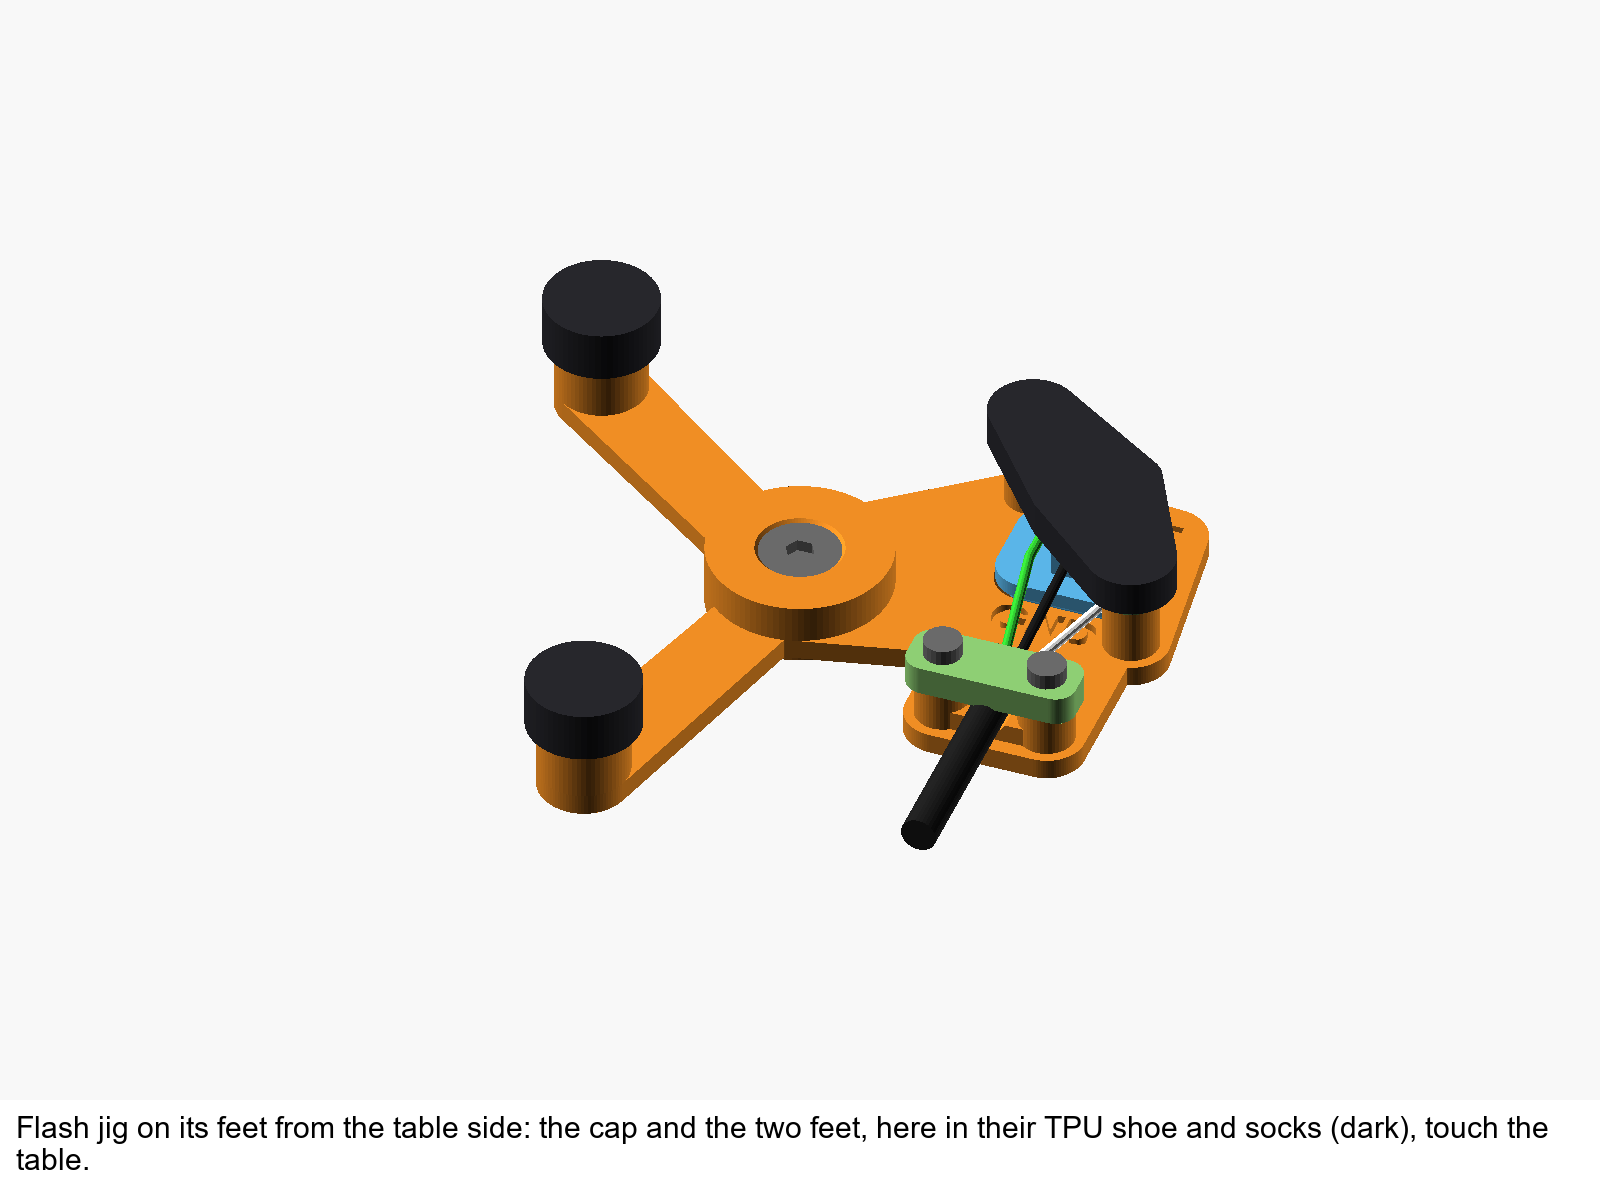 Flash jig on its feet from the table side: the cap and the two feet, here in their TPU shoe and socks (dark), touch the
table.